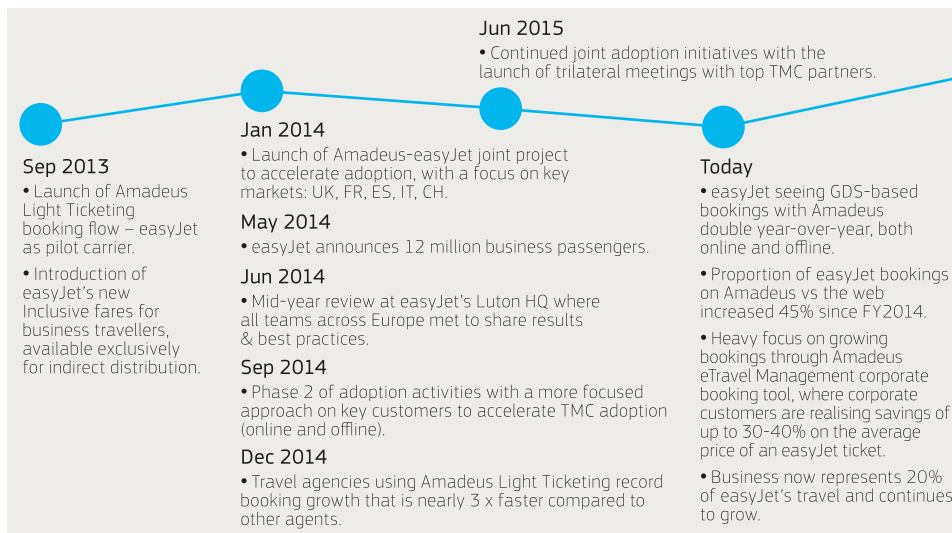 Sep 2013
• Launch of Amadeus
Light Ticketing
booking flow – easyJet
as pilot carrier.
• Introduction of
easyJet's new
Inclusive fares for
business travellers,
available exclusively
for indirect distribution.
Jan 2014
• Launch of Amadeus-easyJet joint project
to accelerate adoption, with a focus on key
markets: UK, FR, ES, IT, CH.
May 2014
• easyJet announces 12 million business passengers.
Jun 2014
• Mid-year review at easyJet's Luton HQ where
all teams across Europe met to share results
& best practices.
Sep 2014
• Phase 2 of adoption activities with a more focused
approach on key customers to accelerate TMC adoption
(online and offline).
Dec 2014
• Travel agencies using Amadeus Light Ticketing record
booking growth that is nearly 3 x faster compared to
other agents.
Jun 2015
• Continued joint adoption initiatives with the
launch of trilateral meetings with top TMC partners.
Today
• easyJet seeing GDS-based
bookings with Amadeus
double year-over-year, both
online and offline.
• Proportion of easyJet bookings
on Amadeus vs the web
increased 45% since FY2014.
• Heavy focus on growing
bookings through Amadeus
eTravel Management corporate
booking tool, where corporate
customers are realising savings of
up to 30-40% on the average
price of an easyJet ticket.
• Business now represents 20%
of easyJet's travel and continues
to grow.